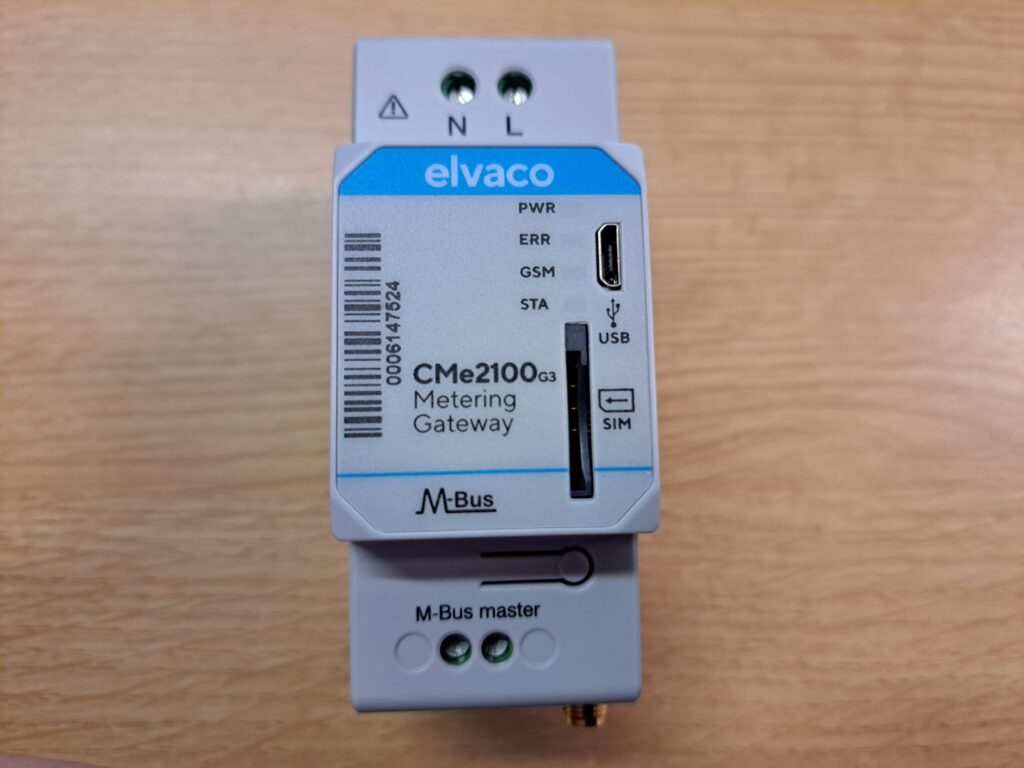 N L
elvaco
PWR
ERR
GSM
STA
USB
0006147524
CMe2100G3
Metering
Gateway
SIM
M-Bus
M-Bus master